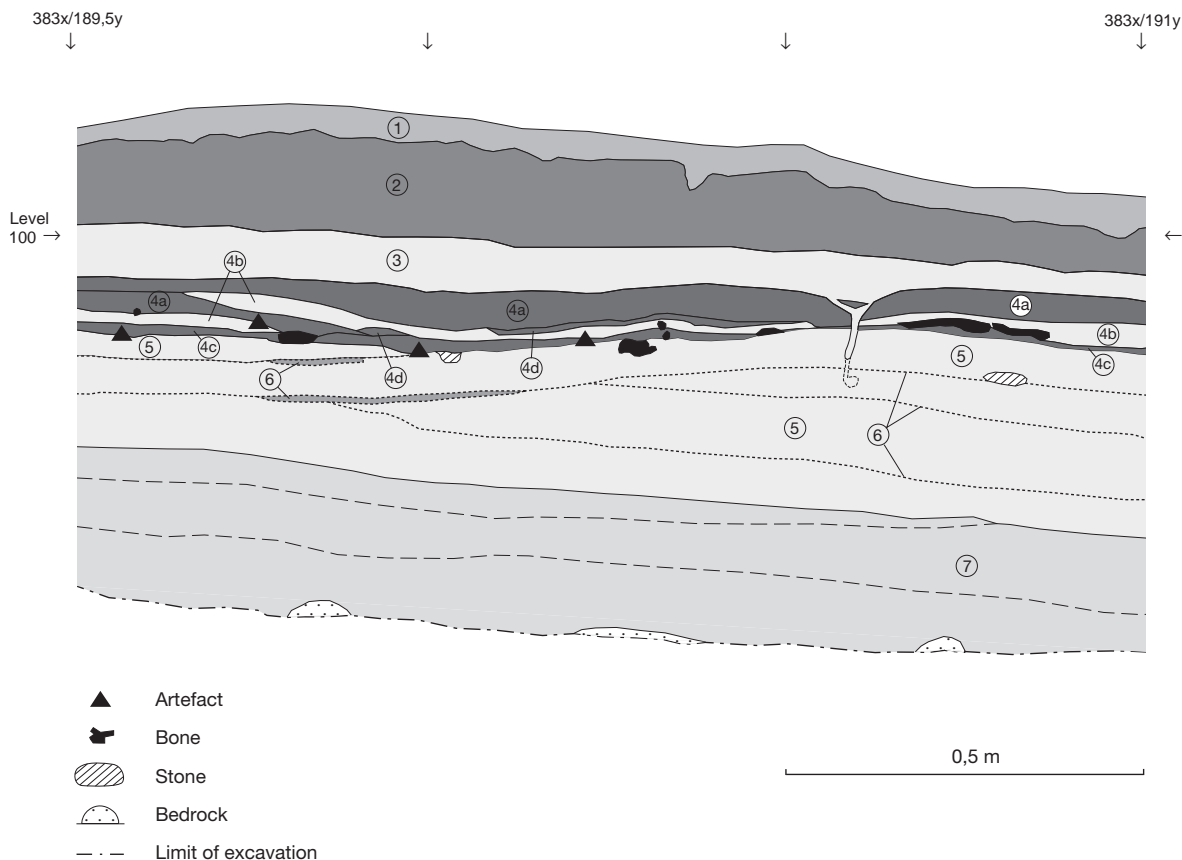 383x/189,5y
383x/191y
1
2
Level
100
3
4b
4a
4a
4a
4b
5
4c
4d
4d
5
4c
6
5
6
7
Artefact
Bone
0,5 m
Stone
Bedrock
Limit of excavation